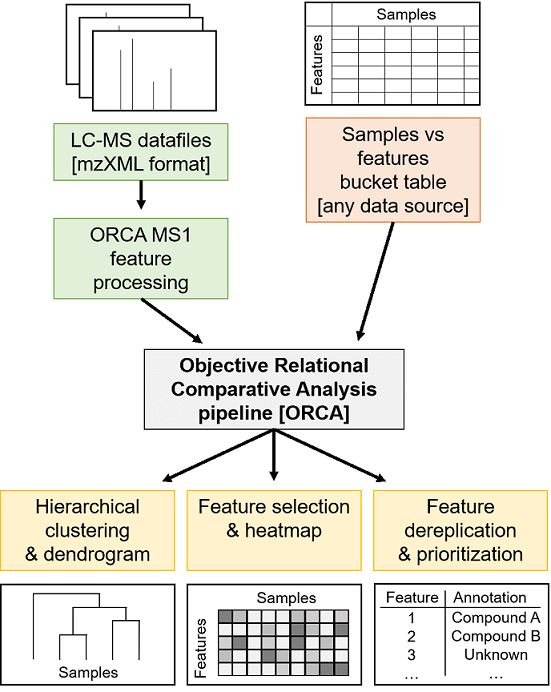 Samples
Features
LC-MS datafiles
[mzXML format]
Samples vs
features
bucket table
[any data source]
ORCA MS1
feature
processing
Objective Relational
Comparative Analysis
pipeline [ORCA]
Hierarchical
clustering
& dendrogram
Feature selection
& heatmap
Feature
dereplication
& prioritization
Samples
Samples
Features
Feature Annotation
1 Compound A
2 Compound B
3 Unknown
... ...